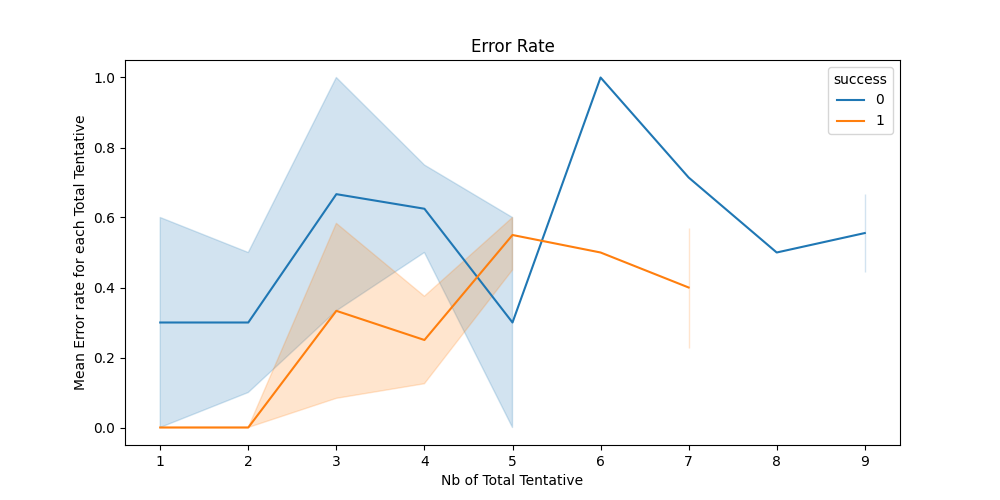 Error Rate
success
0
1
Mean Error rate for each Total Tentative
1.0
0.8
0.6
0.4
0.2
0.0
1 2 3 4 5 6 7 8 9
Nb of Total Tentative